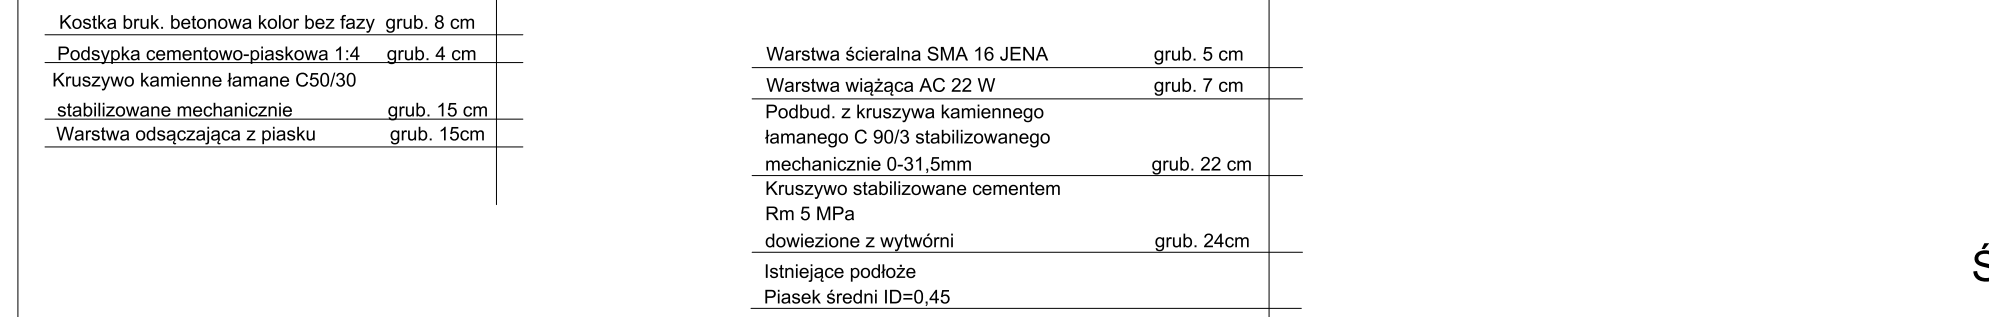 Kostka bruk. betonowa kolor bez fazy grub. 8 cm
Podsypka cementowo-piaskowa 1:4 grub. 4 cm
Kruszywo kamienne łamane C50/30
stabilizowane mechanicznie grub. 15 cm
Warstwa odsączająca z piasku grub. 15cm
Warstwa ścieralna SMA 16 JENA grub. 5 cm
Warstwa wiążąca AC 22 W grub. 7 cm
Podbud. z kruszywa kamiennego
łamanego C 90/3 stabilizowanego
mechanicznie 0-31,5mm grub. 22 cm
Kruszywo stabilizowane cementem
Rm 5 MPa
dowiezione z wytwórni grub. 24cm
Istniejące podłoże
Piasek średni ID=0,45